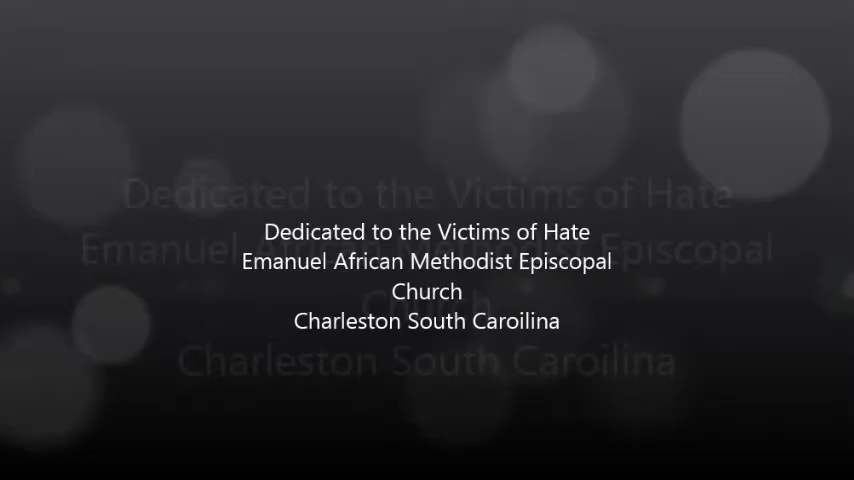 Dedicated to the Victims of Hate
Emanuel African Methodist Episcopal
Church
Charleston South Caroilina